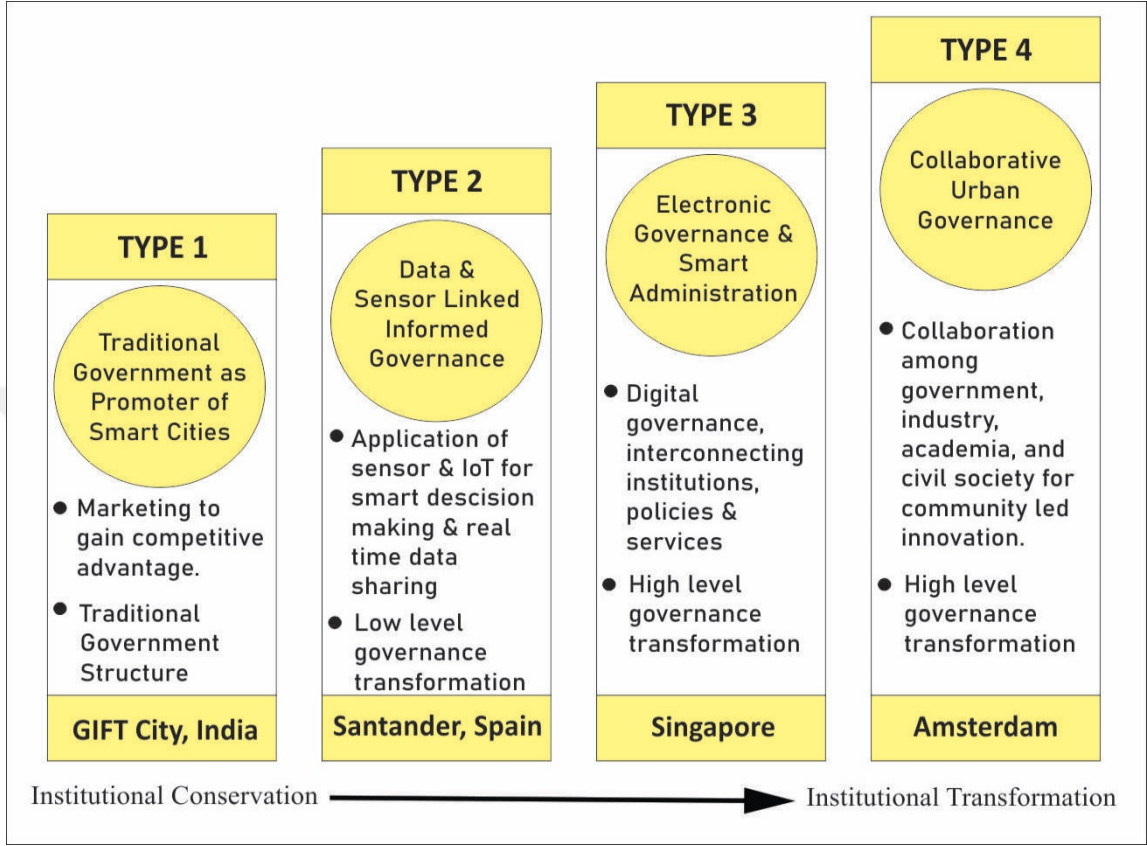 TYPE 1
Traditional
Government as
Promoter of
Smart Cities
● Marketing to
gain competitive
advantage.
● Traditional
Government
Structure
GIFT City, India
TYPE 2
Data &
Sensor Linked
Informed
Governance
● Application of
sensor & IoT for
smart descision
making & real
time data
sharing
● Low level
governance
transformation
Santander, Spain
TYPE 3
Electronic
Governance &
Smart
Administration
● Digital
governance,
interconnecting
institutions,
policies &
services
● High level
governance
transformation
Singapore
TYPE 4
Collaborative
Urban
Governance
● Collaboration
among
government,
industry,
academia, and
civil society for
community led
innovation.
● High level
governance
transformation
Amsterdam
Institutional Conservation
Institutional Transformation